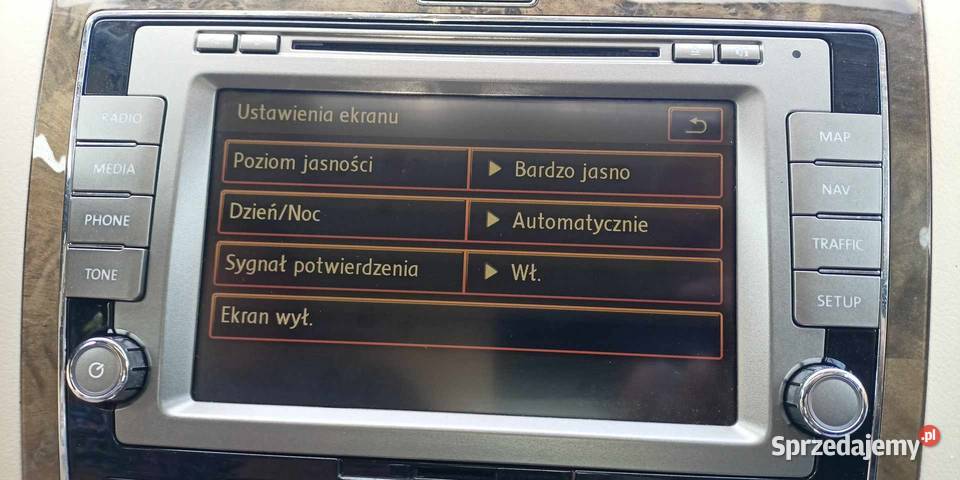 RADIO
MEDIA
PHONE
TONE
Ustawienia ekranu
Poziom jasności ▶ Bardzo jasno
Dzień/Noc ▶ Automatycznie
Sygnał potwierdzenia ▶ Wł.
Ekran wył.
MAP
NAV
TRAFFIC
SETUP
Sprzedajemy.pl